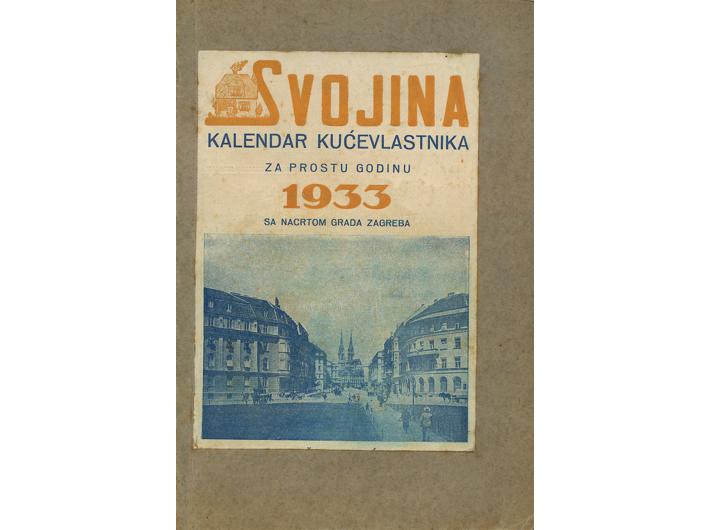 SVOJINA
KALENDAR KUĆEVLASTNIKA
ZA PROSTU GODINU
1933
SA NACRTOM GRADA ZAGREBA